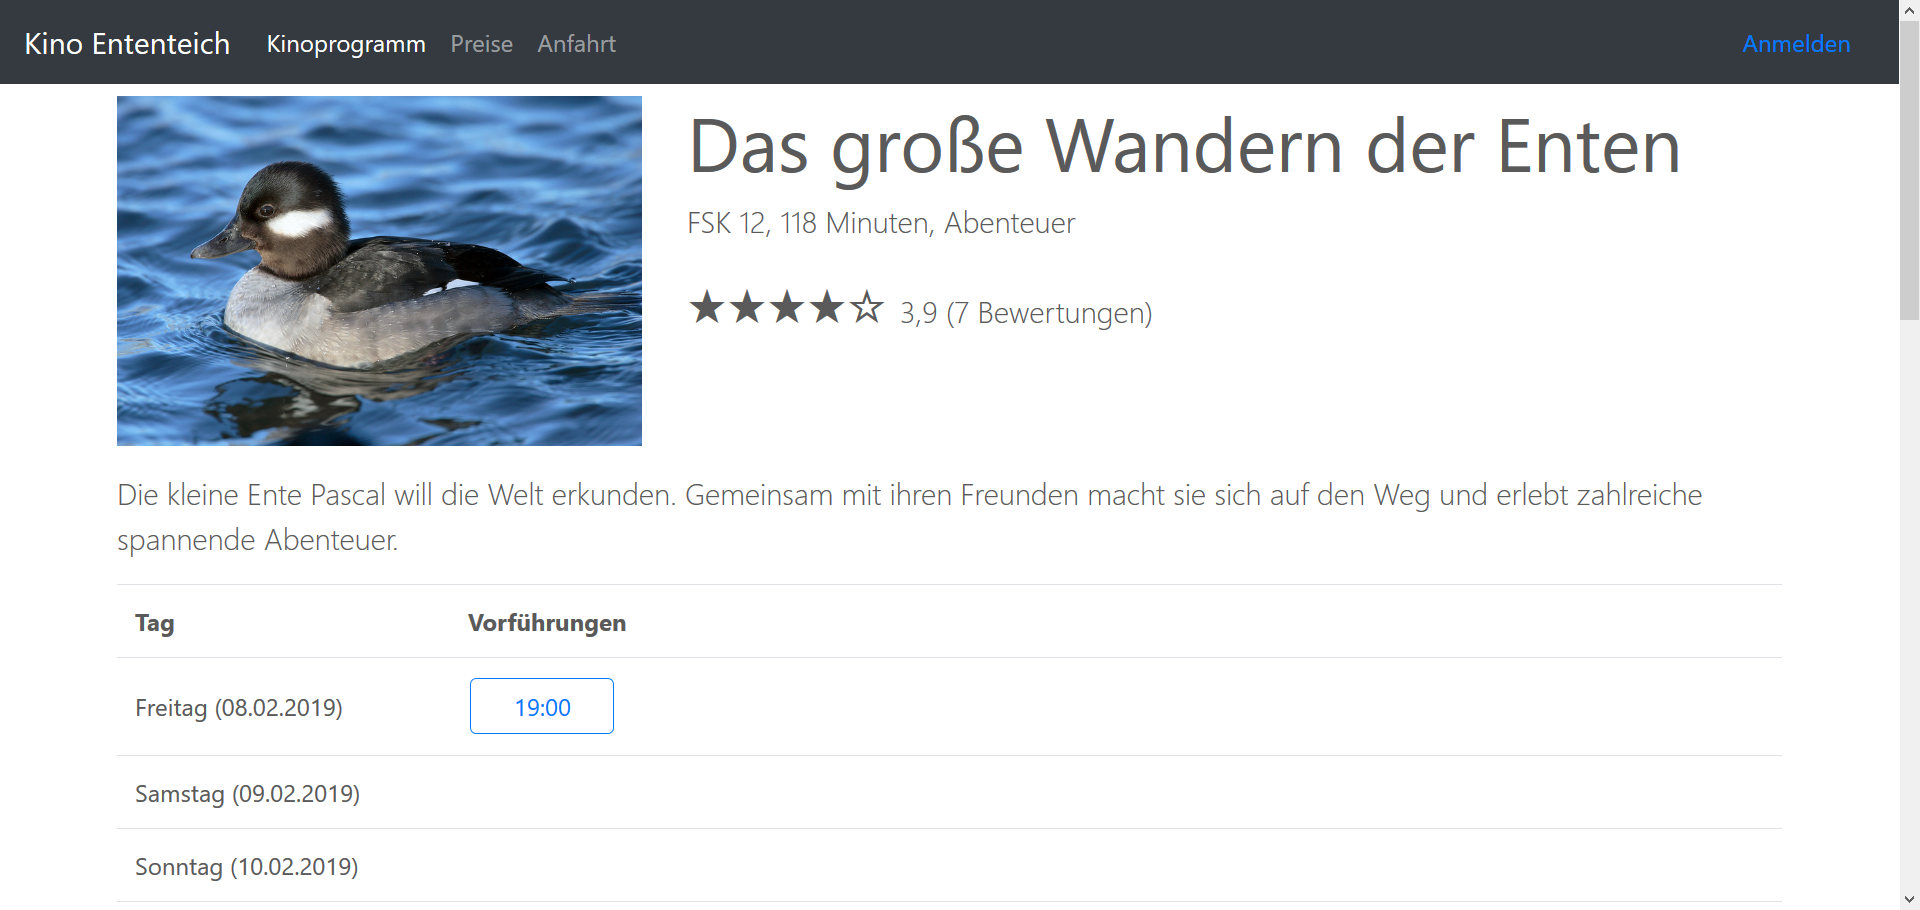 Kino Ententeich Kinoprogramm Preise Anfahrt Anmelden
Das große Wandern der Enten
FSK 12, 118 Minuten, Abenteuer
★★★★☆ 3,9 (7 Bewertungen)
Die kleine Ente Pascal will die Welt erkunden. Gemeinsam mit ihren Freunden macht sie sich auf den Weg und erlebt zahlreiche
spannende Abenteuer.
Tag Vorführungen
Freitag (08.02.2019) 19:00
Samstag (09.02.2019)
Sonntag (10.02.2019)